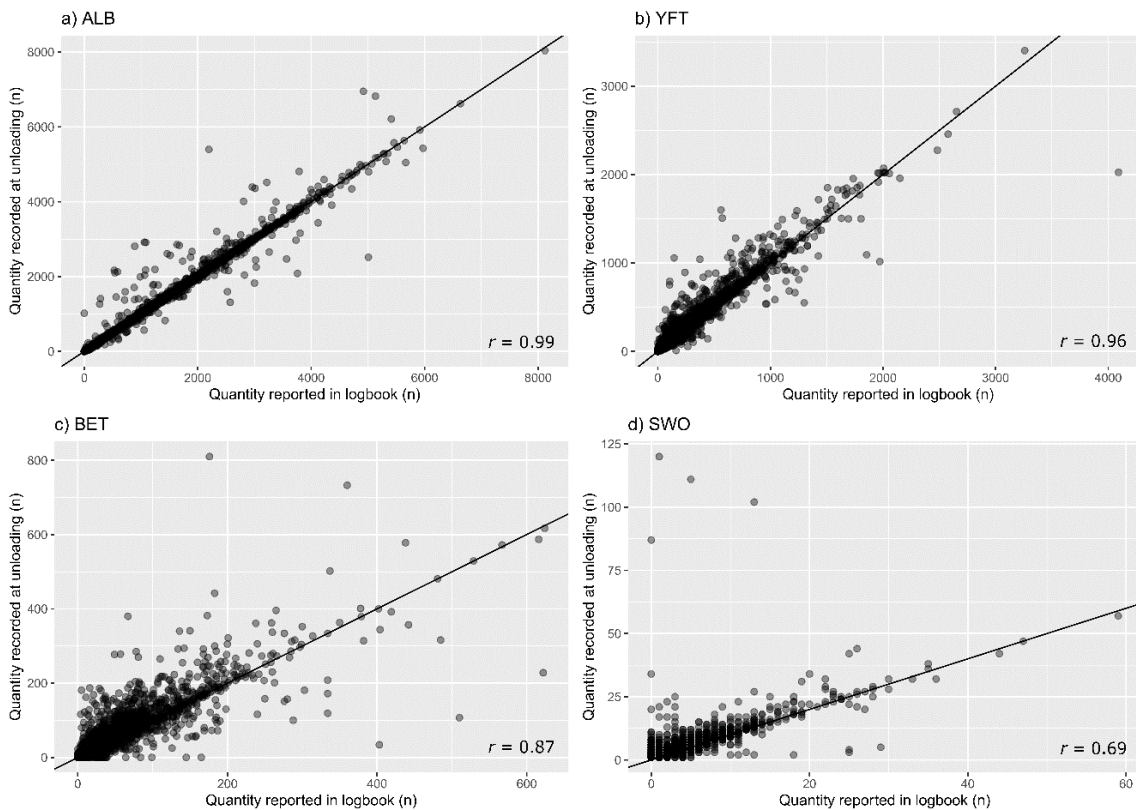 a) ALB
8000
6000
4000
2000
0
Quantity recorded at unloading (n)
r = 0.99
0 2000 4000 6000 8000
Quantity reported in logbook (n)
b) YFT
3000
2000
1000
0
Quantity recorded at unloading (n)
r = 0.96
0 1000 2000 3000 4000
Quantity reported in logbook (n)
c) BET
800
600
400
200
0
Quantity recorded at unloading (n)
r = 0.87
0 200 400 600
Quantity reported in logbook (n)
d) SWO
125
100
75
50
25
0
Quantity recorded at unloading (n)
r = 0.69
0 20 40 60
Quantity reported in logbook (n)